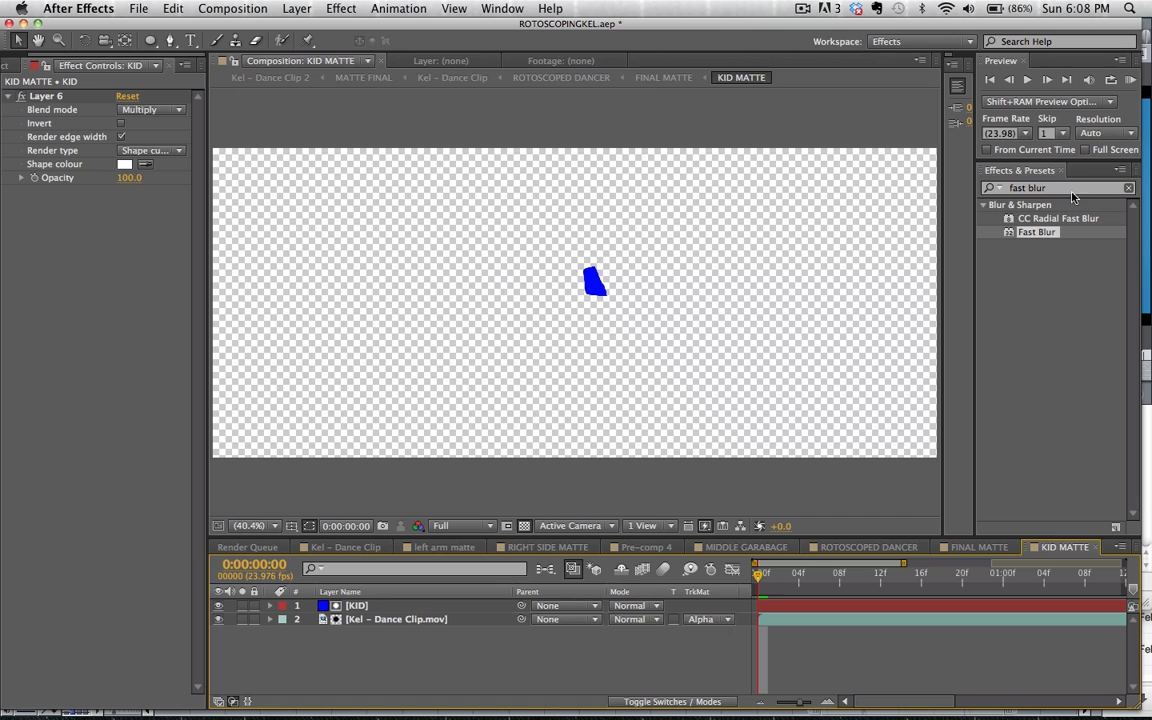 After Effects File Edit Composition Layer Effect Animation View Window Help 3 (86%) Sun 6:08 PM
ROTOSCOPINGKEL.aep *
Workspace: Effects Search Help
Effect Controls: KID Composition: KID MATTE Layer: (none) Footage: (none) Preview
KID MATTE • KID Kel – Dance Clip 2 MATTE FINAL Kel – Dance Clip ROTOSCOPED DANCER FINAL MATTE KID MATTE
fx Layer 6 Reset
Blend mode Multiply
Invert
Render edge width
Render type Shape cu...
Shape colour
Opacity 100.0
Shift+RAM Preview Opti...
Frame Rate Skip Resolution
(23.98) 1 Auto
From Current Time Full Screen
Effects & Presets
fast blur
Blur & Sharpen
CC Radial Fast Blur
Fast Blur
(40.4%) 0:00:00:00 Full Active Camera 1 View +0.0
Render Queue Kel – Dance Clip left arm matte RIGHT SIDE MATTE Pre-comp 4 MIDDLE GARABAGE ROTOSCOPED DANCER FINAL MATTE KID MATTE
0:00:00:00
00000 (23.976 fps)
04f 08f 12f 16f 20f 01:00f 04f 08f
# Layer Name Parent Mode T TrkMat
1 [KID] None Normal
2 [Kel – Dance Clip.mov] None Normal Alpha
Toggle Switches / Modes